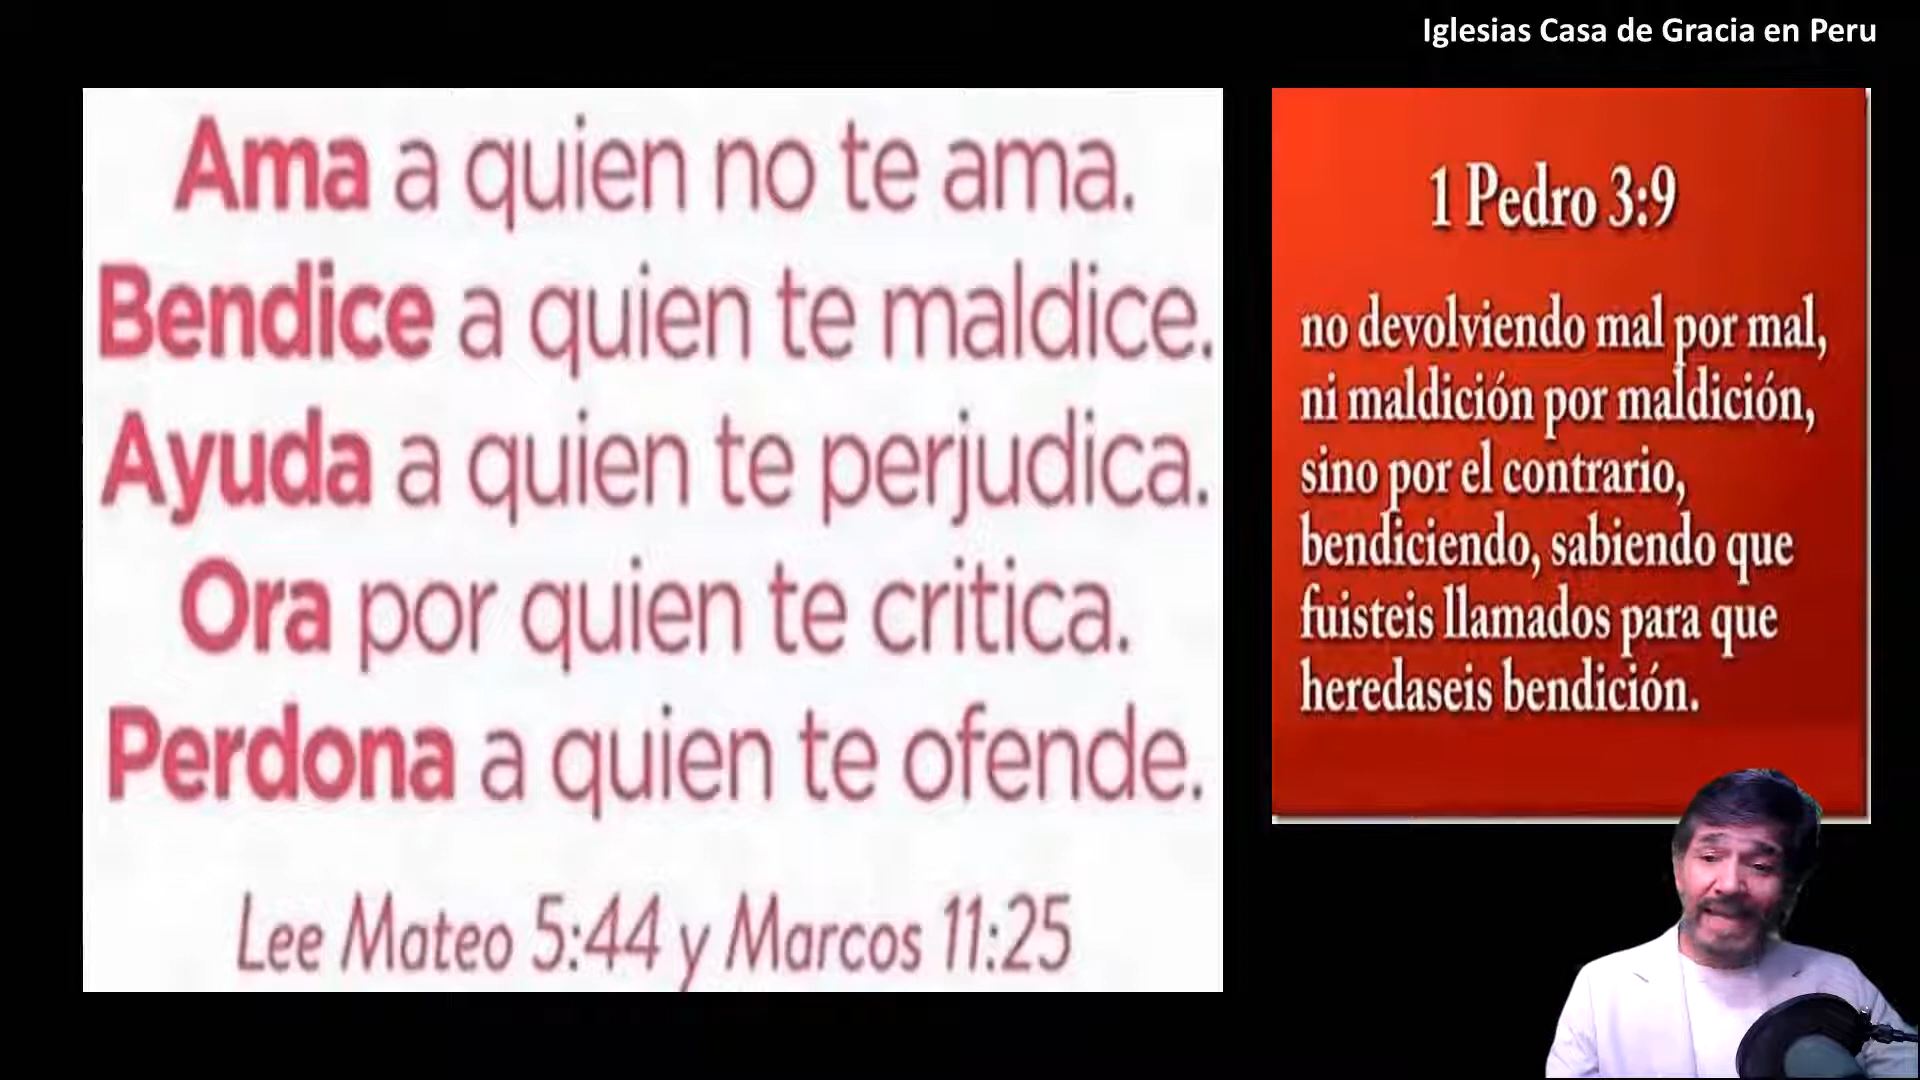 Iglesias Casa de Gracia en Peru
Ama a quien no te ama.
Bendice a quien te maldice.
Ayuda a quien te perjudica.
Ora por quien te critica.
Perdona a quien te ofende.
Lee Mateo 5:44 y Marcos 11:25
1 Pedro 3:9
no devolviendo mal por mal,
ni maldición por maldición,
sino por el contrario,
bendiciendo, sabiendo que
fuisteis llamados para que
heredaseis bendición.